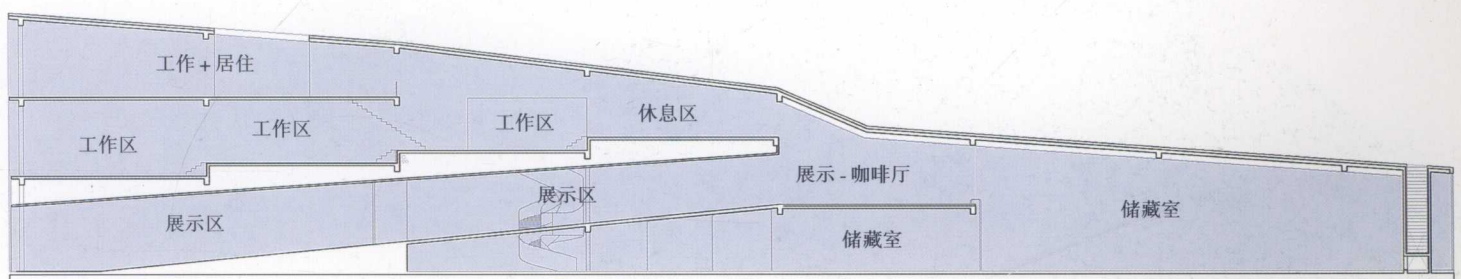 工作+居住
工作区
工作区
工作区
休息区
展示区
展示区
展示-咖啡厅
储藏室
储藏室